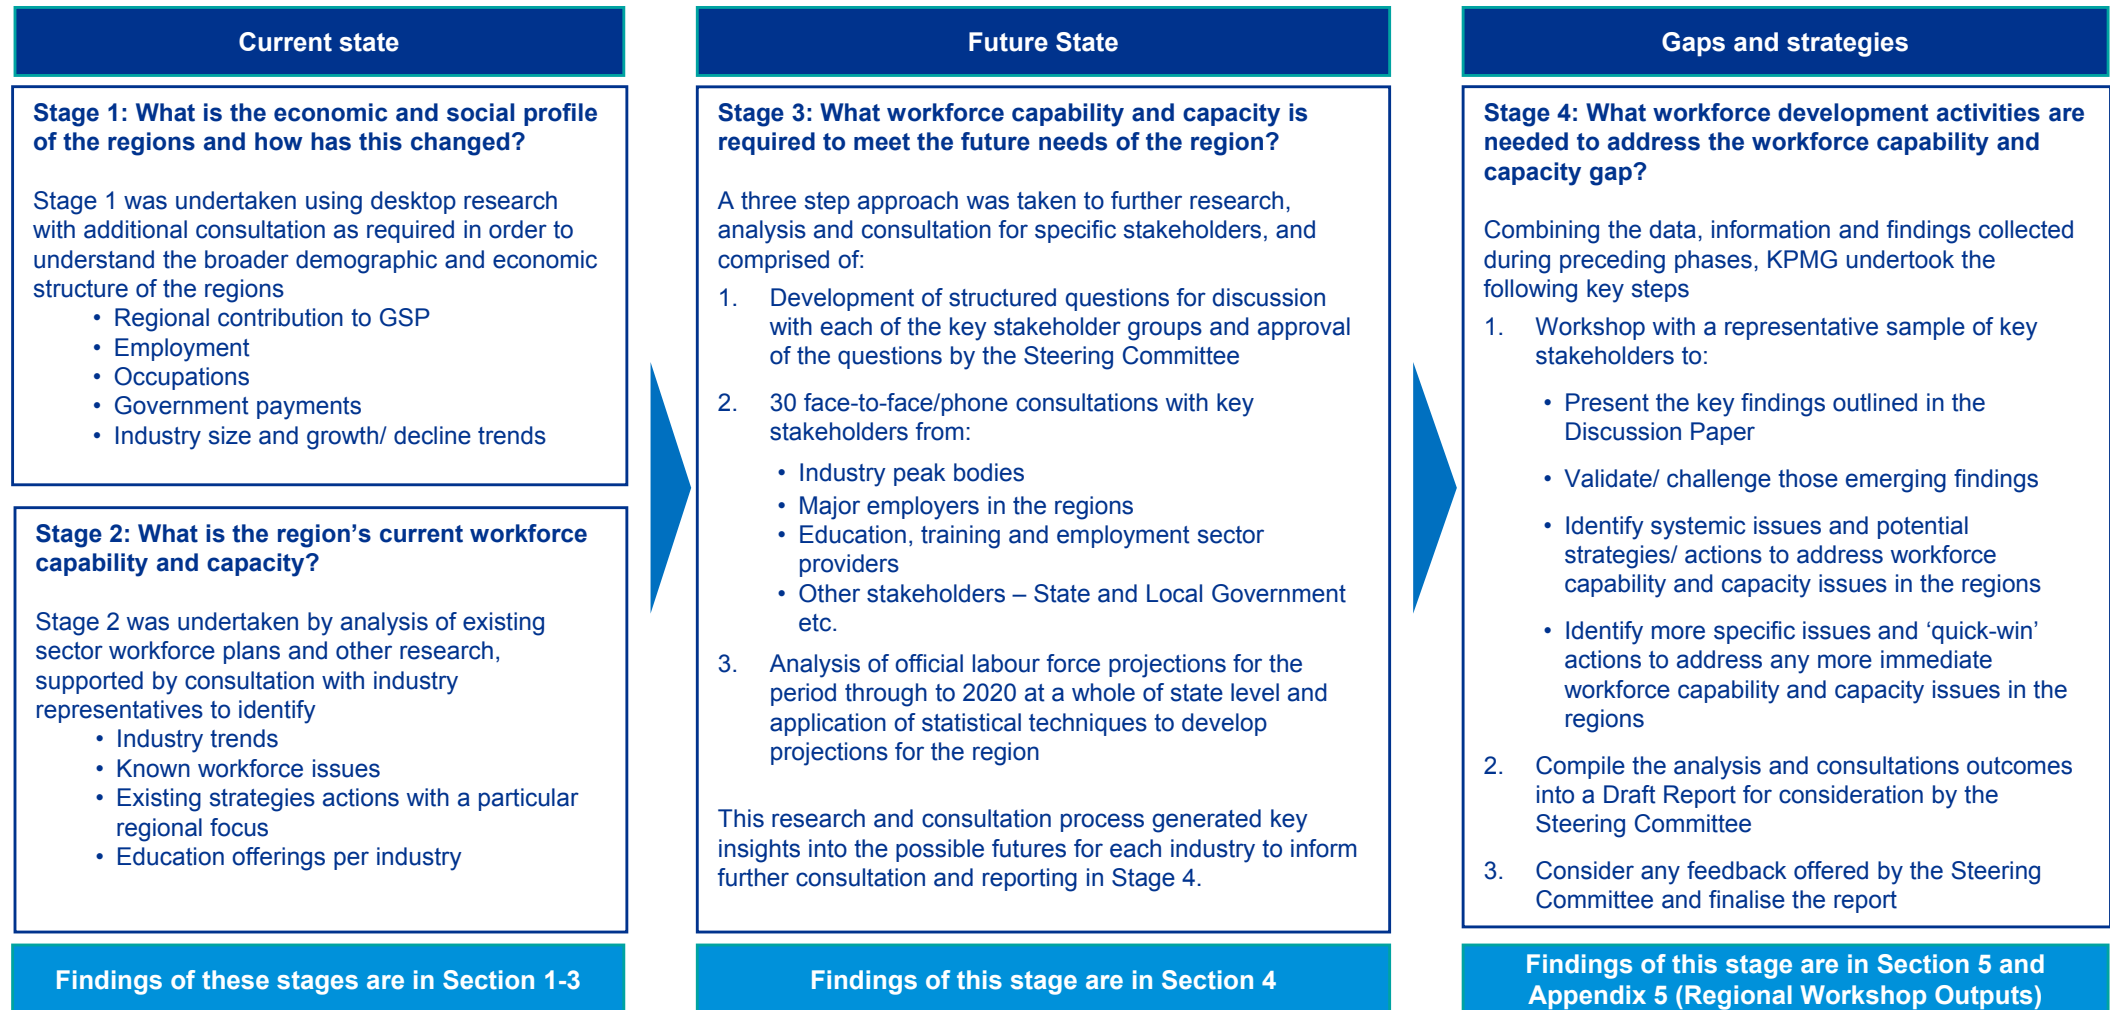 Current state
Stage 1: What is the economic and social profile
of the regions and how has this changed?
Stage 1 was undertaken using desktop research
with additional consultation as required in order to
understand the broader demographic and economic
structure of the regions
• Regional contribution to GSP
• Employment
• Occupations
• Government payments
• Industry size and growth/ decline trends
Stage 2: What is the region’s current workforce
capability and capacity?
Stage 2 was undertaken by analysis of existing
sector workforce plans and other research,
supported by consultation with industry
representatives to identify
• Industry trends
• Known workforce issues
• Existing strategies actions with a particular
regional focus
• Education offerings per industry
Findings of these stages are in Section 1-3
Future State
Stage 3: What workforce capability and capacity is
required to meet the future needs of the region?
A three step approach was taken to further research,
analysis and consultation for specific stakeholders, and
comprised of:
1. Development of structured questions for discussion
with each of the key stakeholder groups and approval
of the questions by the Steering Committee
2. 30 face-to-face/phone consultations with key
stakeholders from:
• Industry peak bodies
• Major employers in the regions
• Education, training and employment sector
providers
• Other stakeholders – State and Local Government
etc.
3. Analysis of official labour force projections for the
period through to 2020 at a whole of state level and
application of statistical techniques to develop
projections for the region
This research and consultation process generated key
insights into the possible futures for each industry to inform
further consultation and reporting in Stage 4.
Findings of this stage are in Section 4
Gaps and strategies
Stage 4: What workforce development activities are
needed to address the workforce capability and
capacity gap?
Combining the data, information and findings collected
during preceding phases, KPMG undertook the
following key steps
1. Workshop with a representative sample of key
stakeholders to:
• Present the key findings outlined in the
Discussion Paper
• Validate/ challenge those emerging findings
• Identify systemic issues and potential
strategies/ actions to address workforce
capability and capacity issues in the regions
• Identify more specific issues and ‘quick-win’
actions to address any more immediate
workforce capability and capacity issues in the
regions
2. Compile the analysis and consultations outcomes
into a Draft Report for consideration by the
Steering Committee
3. Consider any feedback offered by the Steering
Committee and finalise the report
Findings of this stage are in Section 5 and
Appendix 5 (Regional Workshop Outputs)